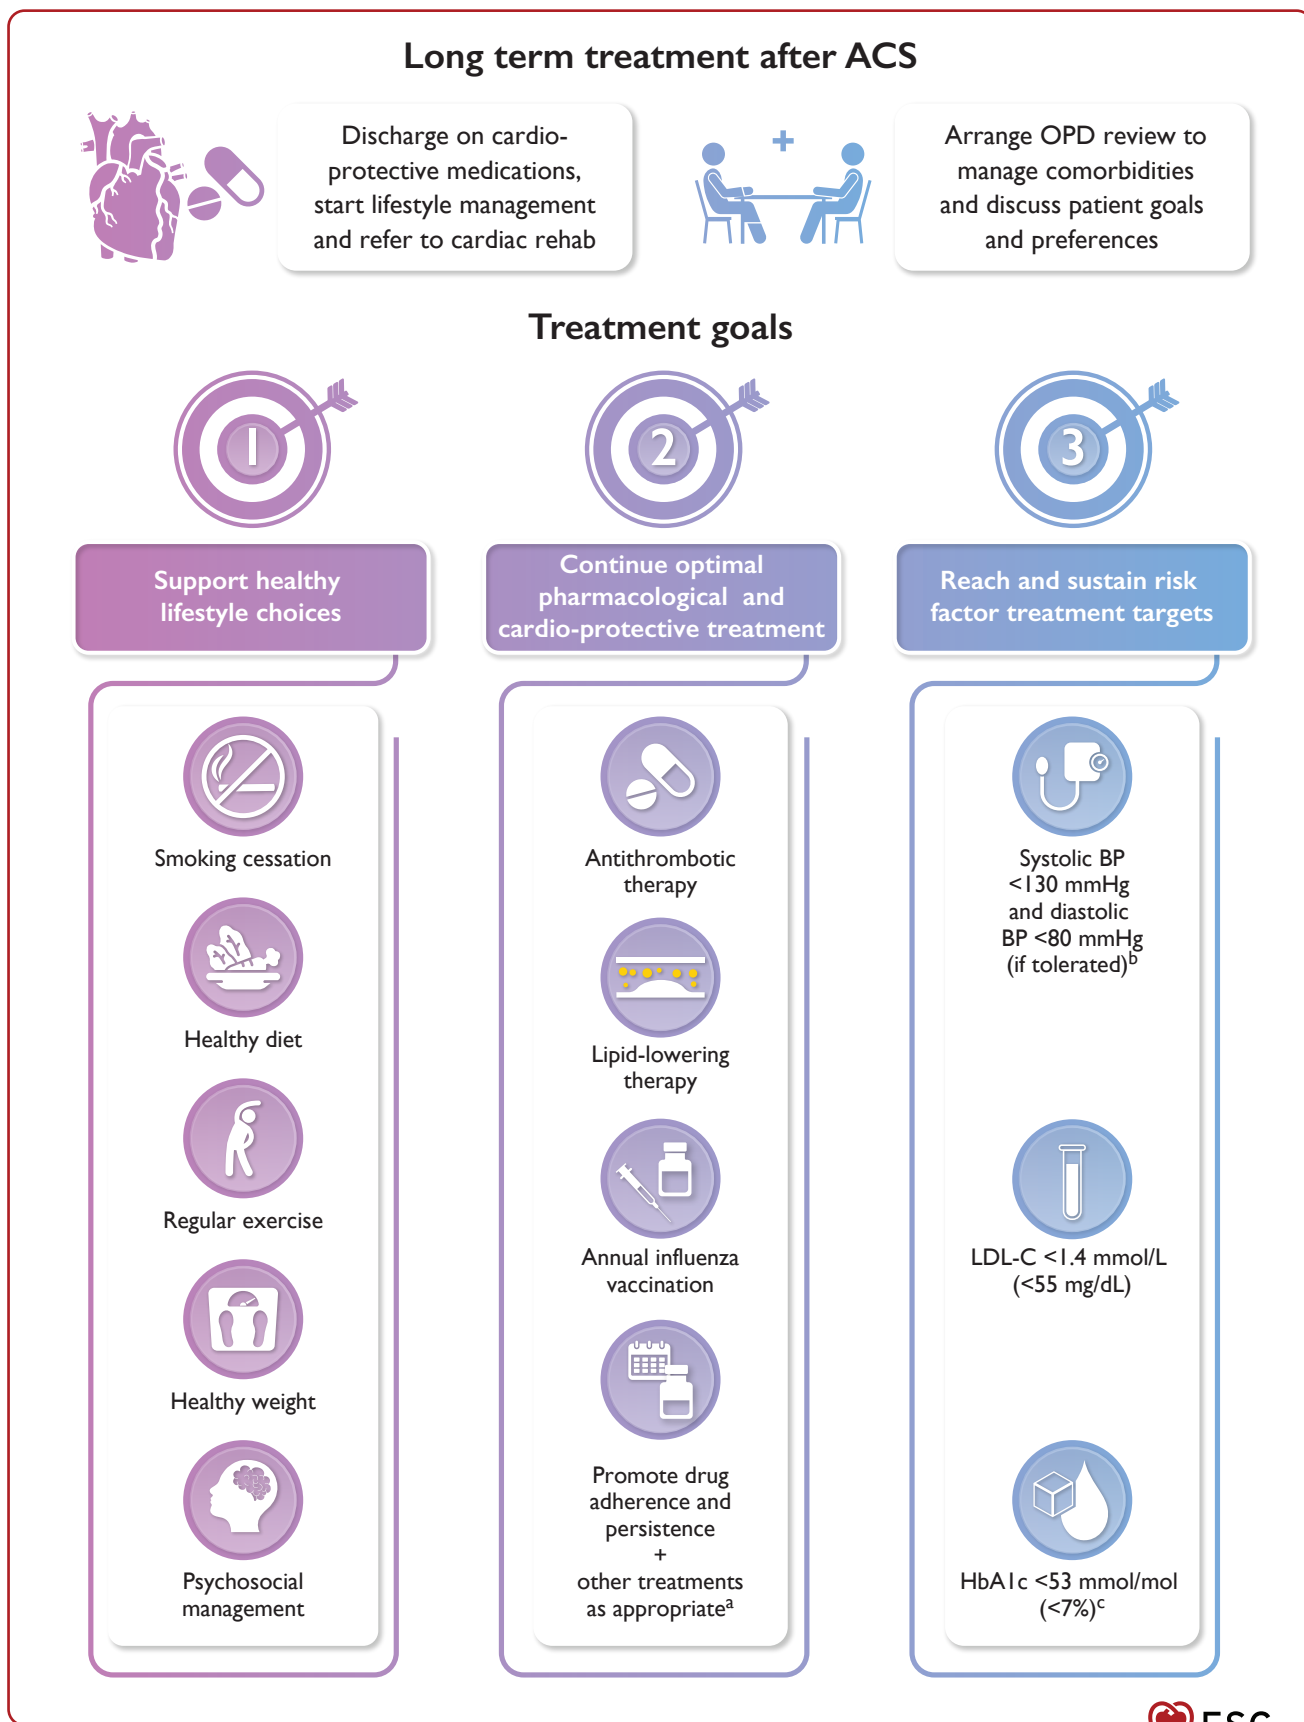 Long term treatment after ACS
Discharge on cardio-
protective medications,
start lifestyle management
and refer to cardiac rehab
Arrange OPD review to
manage comorbidities
and discuss patient goals
and preferences
Treatment goals
1
2
3
Support healthy
lifestyle choices
Continue optimal
pharmacological and
cardio-protective treatment
Reach and sustain risk
factor treatment targets
Smoking cessation
Healthy diet
Regular exercise
Healthy weight
Psychosocial
management
Antithrombotic
therapy
Lipid-lowering
therapy
Annual influenza
vaccination
Promote drug
adherence and
persistence
+
other treatments
as appropriateᵃ
Systolic BP
<130 mmHg
and diastolic
BP <80 mmHg
(if tolerated)ᵇ
LDL-C <1.4 mmol/L
(<55 mg/dL)
HbA1c <53 mmol/mol
(<7%)ᶜ
ESC